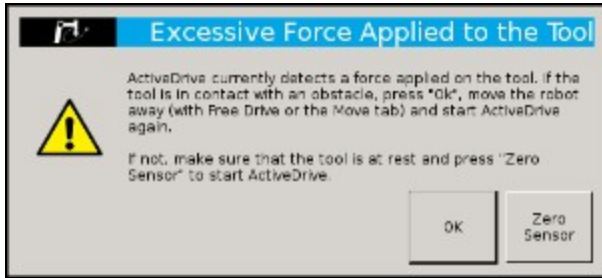 Excessive Force Applied to the Tool
ActiveDrive currently detects a force applied on the tool. If the
tool is in contact with an obstacle, press "Ok", move the robot
away (with Free Drive or the Move tab) and start ActiveDrive
again.
If not, make sure that the tool is at rest and press "Zero
Sensor" to start ActiveDrive.
OK
Zero
Sensor